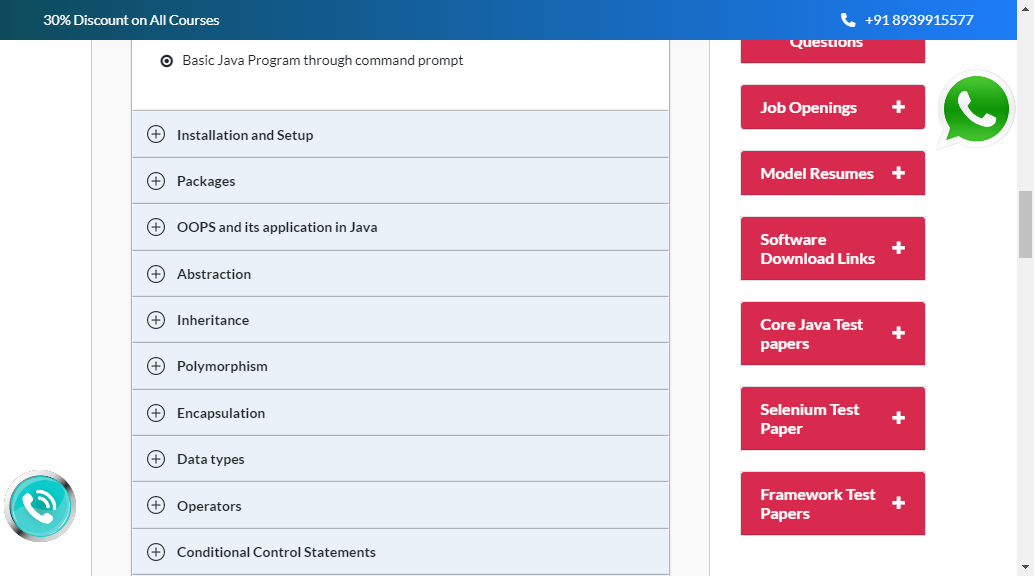 30% Discount on All Courses
+91 8939915577
Basic Java Program through command prompt
Installation and Setup
Packages
OOPS and its application in Java
Abstraction
Inheritance
Polymorphism
Encapsulation
Data types
Operators
Conditional Control Statements
Questions
Job Openings
Model Resumes
Software
Download Links
Core Java Test
papers
Selenium Test
Paper
Framework Test
Papers